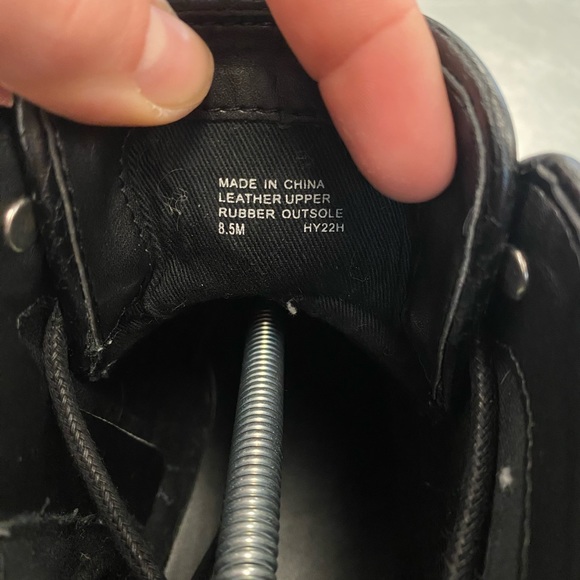 MADE IN CHINA
LEATHER UPPER
RUBBER OUTSOLE
8.5M HY22H